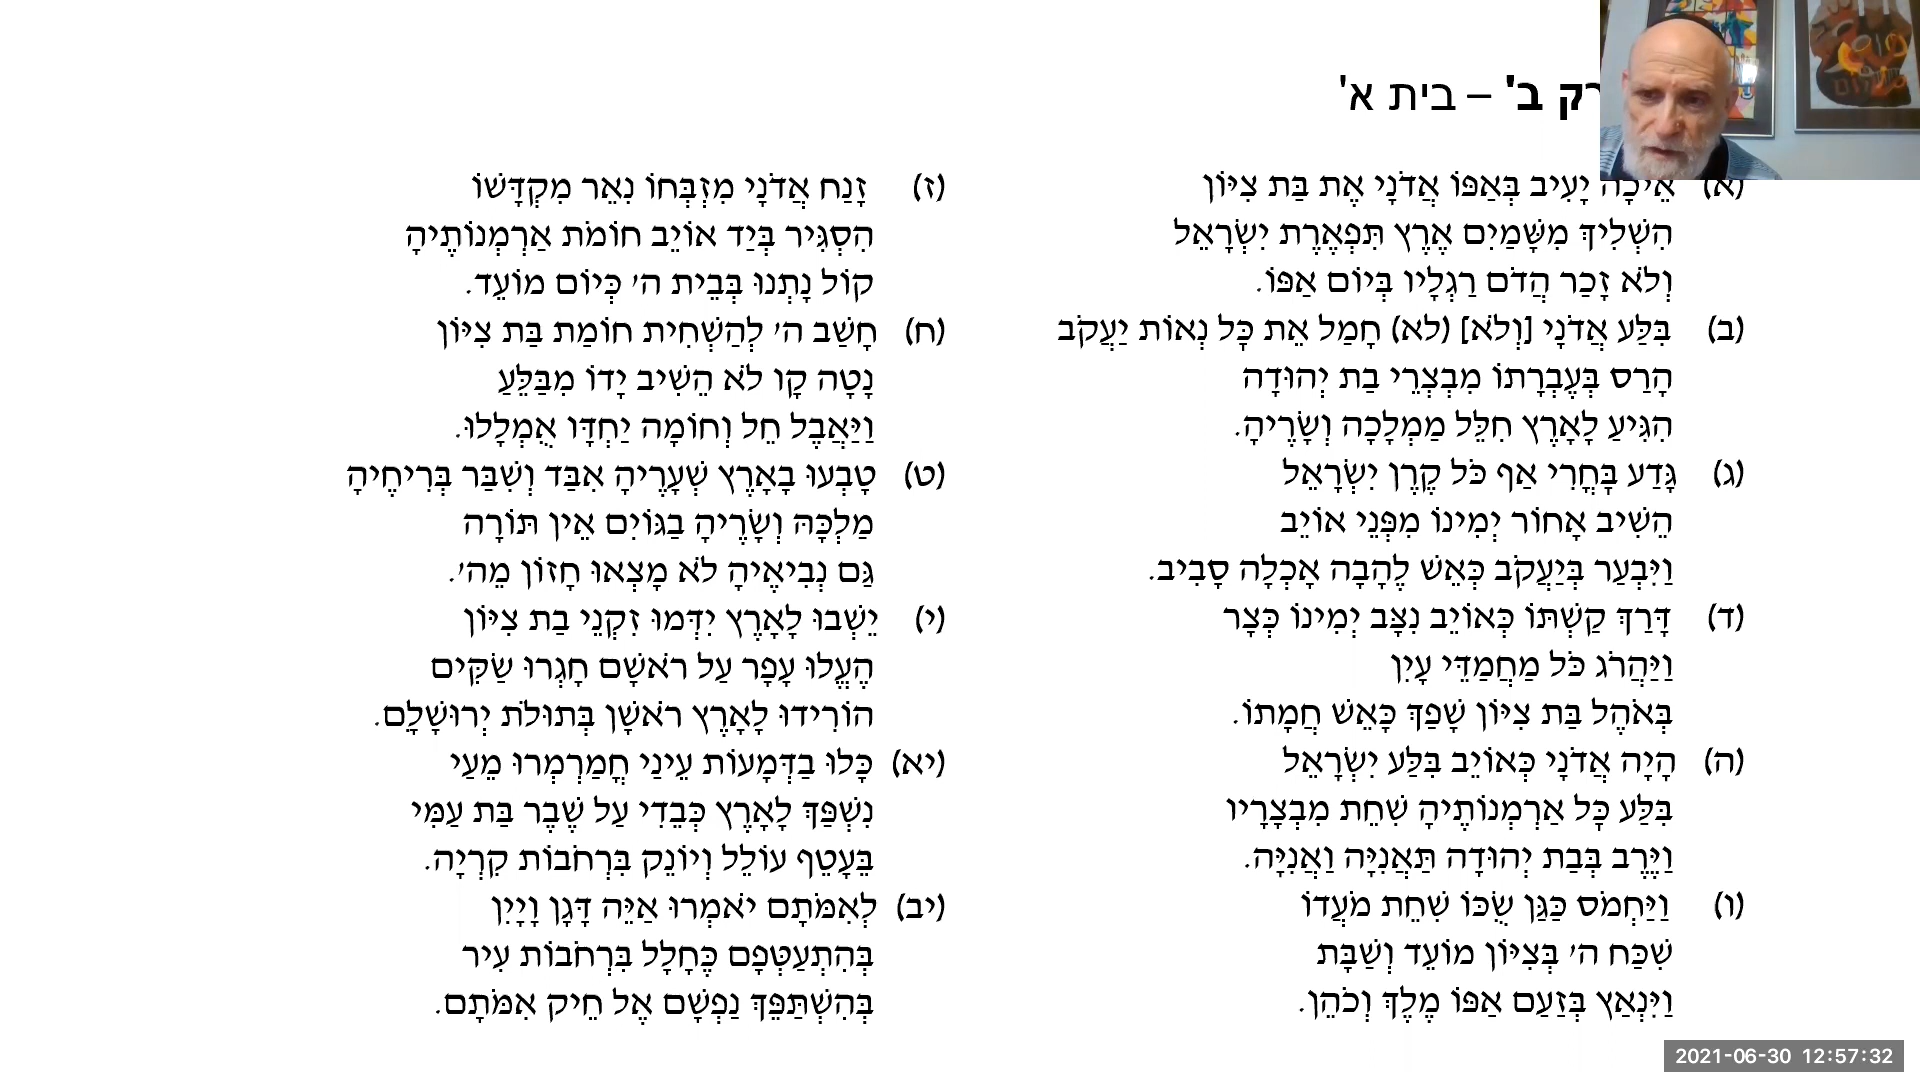 ק ב' – בית א'
(א) אֵיכָה יָעִיב בְּאַפּוֹ אֲדֹנָי אֶת בַּת צִיּוֹן
הִשְׁלִיךְ מִשָּׁמַיִם אֶרֶץ תִּפְאֶרֶת יִשְׂרָאֵל
וְלֹא זָכַר הֲדֹם רַגְלָיו בְּיוֹם אַפּוֹ.
(ב) בִּלַּע אֲדֹנָי [וְלֹא] (לא) חָמַל אֵת כָּל נְאוֹת יַעֲקֹב
הָרַס בְּעֶבְרָתוֹ מִבְצְרֵי בַת יְהוּדָה
הִגִּיעַ לָאָרֶץ חִלֵּל מַמְלָכָה וְשָׂרֶיהָ.
(ג) גָּדַע בָּחֳרִי אַף כֹּל קֶרֶן יִשְׂרָאֵל
הֵשִׁיב אָחוֹר יְמִינוֹ מִפְּנֵי אוֹיֵב
וַיִּבְעַר בְּיַעֲקֹב כְּאֵשׁ לֶהָבָה אָכְלָה סָבִיב.
(ד) דָּרַךְ קַשְׁתּוֹ כְּאוֹיֵב נִצָּב יְמִינוֹ כְּצָר
וַיַּהֲרֹג כֹּל מַחֲמַדֵּי עָיִן
בְּאֹהֶל בַּת צִיּוֹן שָׁפַךְ כָּאֵשׁ חֲמָתוֹ.
(ה) הָיָה אֲדֹנָי כְּאוֹיֵב בִּלַּע יִשְׂרָאֵל
בִּלַּע כָּל אַרְמְנוֹתֶיהָ שִׁחֵת מִבְצָרָיו
וַיֶּרֶב בְּבַת יְהוּדָה תַּאֲנִיָּה וַאֲנִיָּה.
(ו) וַיַּחְמֹס כַּגַּן שֻׂכּוֹ שִׁחֵת מֹעֲדוֹ
שִׁכַּח ה' בְּצִיּוֹן מוֹעֵד וְשַׁבָּת
וַיִּנְאַץ בְּזַעַם אַפּוֹ מֶלֶךְ וְכֹהֵן.
(ז) זָנַח אֲדֹנָי מִזְבְּחוֹ נִאֵר מִקְדָּשׁוֹ
הִסְגִּיר בְּיַד אוֹיֵב חוֹמֹת אַרְמְנוֹתֶיהָ
קוֹל נָתְנוּ בְּבֵית ה' כְּיוֹם מוֹעֵד.
(ח) חָשַׁב ה' לְהַשְׁחִית חוֹמַת בַּת צִיּוֹן
נָטָה קָו לֹא הֵשִׁיב יָדוֹ מִבַּלֵּעַ
וַיַּאֲבֶל חֵל וְחוֹמָה יַחְדָּו אֻמְלָלוּ.
(ט) טָבְעוּ בָאָרֶץ שְׁעָרֶיהָ אִבַּד וְשִׁבַּר בְּרִיחֶיהָ
מַלְכָּהּ וְשָׂרֶיהָ בַגּוֹיִם אֵין תּוֹרָה
גַּם נְבִיאֶיהָ לֹא מָצְאוּ חָזוֹן מֵה'.
(י) יֵשְׁבוּ לָאָרֶץ יִדְּמוּ זִקְנֵי בַת צִיּוֹן
הֶעֱלוּ עָפָר עַל רֹאשָׁם חָגְרוּ שַׂקִּים
הוֹרִידוּ לָאָרֶץ רֹאשָׁן בְּתוּלֹת יְרוּשָׁלִָם.
(יא) כָּלוּ בַדְּמָעוֹת עֵינַי חֳמַרְמְרוּ מֵעַי
נִשְׁפַּךְ לָאָרֶץ כְּבֵדִי עַל שֶׁבֶר בַּת עַמִּי
בֵּעָטֵף עוֹלֵל וְיוֹנֵק בִּרְחֹבוֹת קִרְיָה.
(יב) לְאִמֹּתָם יֹאמְרוּ אַיֵּה דָּגָן וָיָיִן
בְּהִתְעַטְּפָם כֶּחָלָל בִּרְחֹבוֹת עִיר
בְּהִשְׁתַּפֵּךְ נַפְשָׁם אֶל חֵיק אִמֹּתָם.
2021-06-30 12:57:32